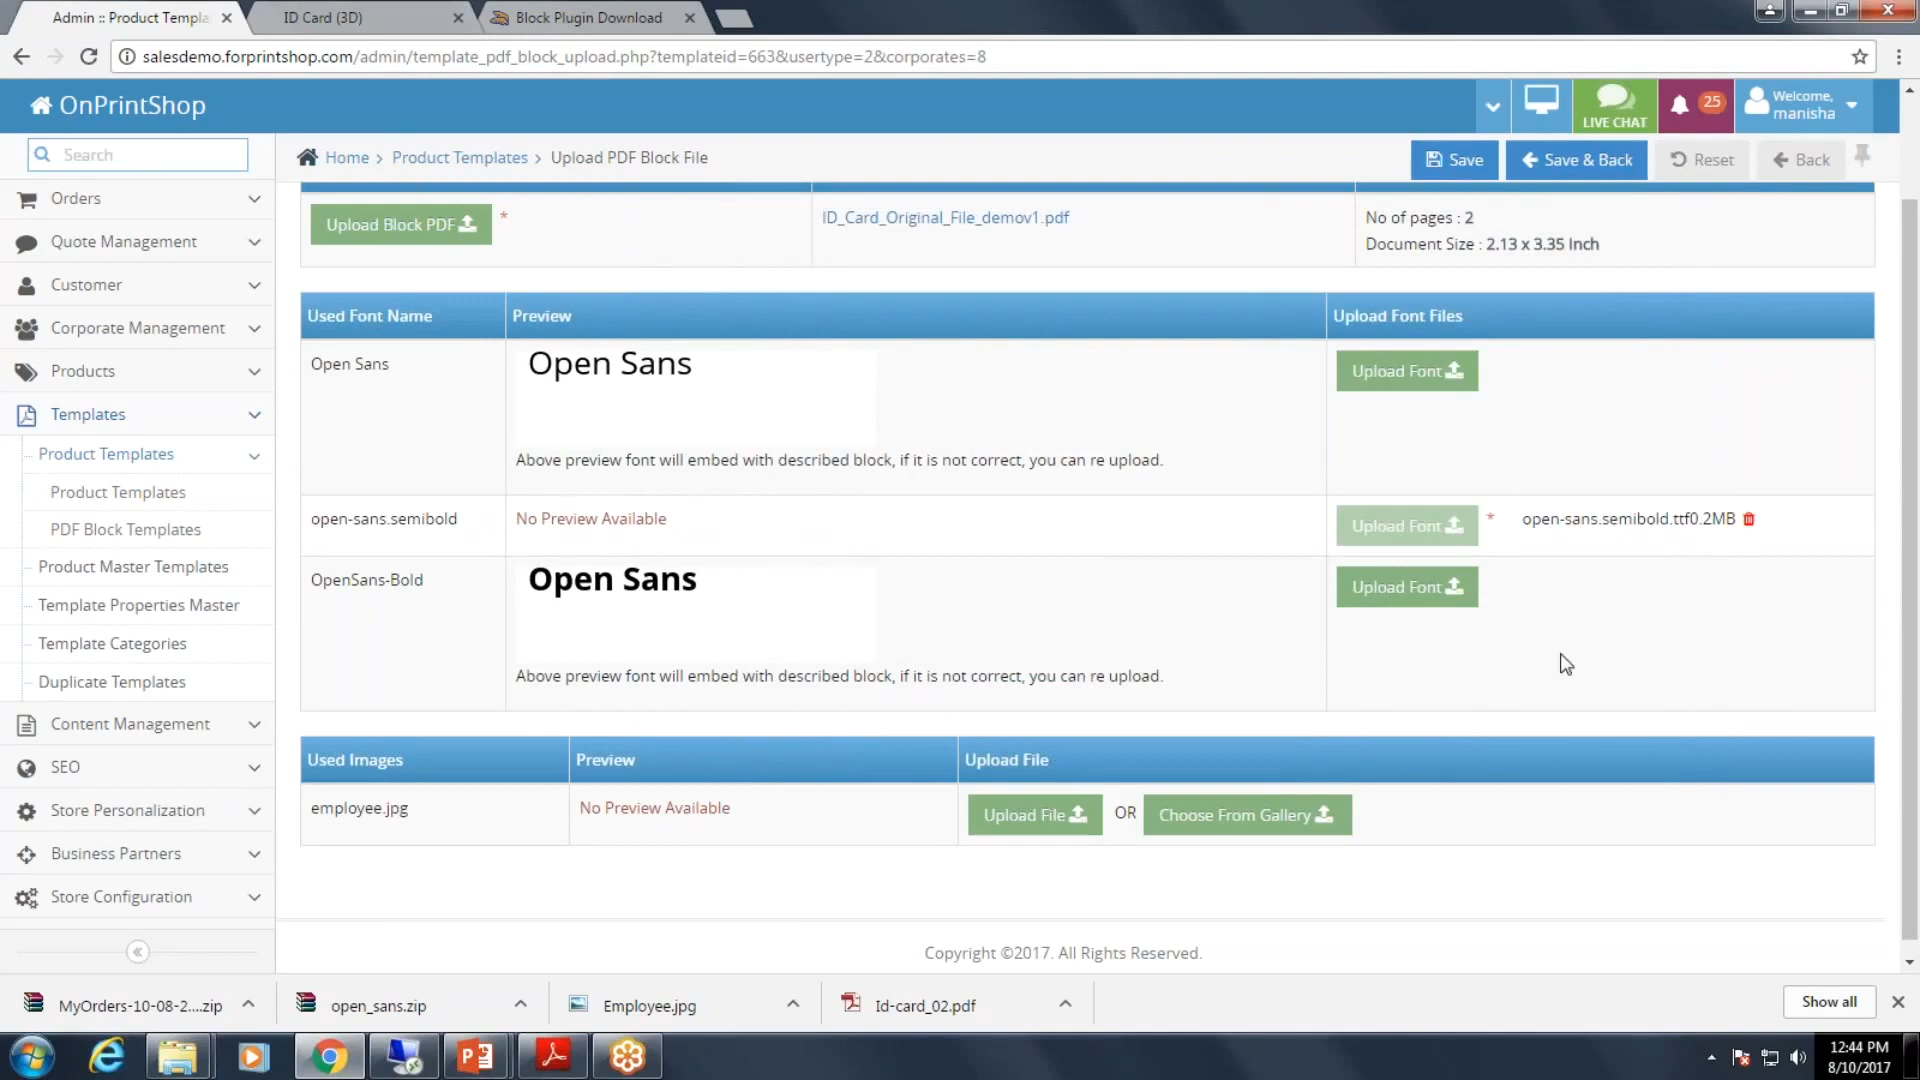 Admin :: Product Templa
ID Card (3D)
Block Plugin Download
salesdemo.forprintshop.com/admin/template_pdf_block_upload.php?templateid=663&usertype=2&corporates=8
OnPrintShop
LIVE CHAT
25
Welcome,
manisha
Search
Home > Product Templates > Upload PDF Block File
Save
Save & Back
Reset
Back
Orders
Quote Management
Customer
Corporate Management
Products
Templates
Product Templates
Product Templates
PDF Block Templates
Product Master Templates
Template Properties Master
Template Categories
Duplicate Templates
Content Management
SEO
Store Personalization
Business Partners
Store Configuration
Upload Block PDF *
ID_Card_Original_File_demov1.pdf
No of pages : 2
Document Size : 2.13 x 3.35 Inch
Used Font Name
Preview
Upload Font Files
Open Sans
Open Sans
Above preview font will embed with described block, if it is not correct, you can re upload.
Upload Font
open-sans.semibold
No Preview Available
Upload Font *
open-sans.semibold.ttf0.2MB
OpenSans-Bold
Open Sans
Above preview font will embed with described block, if it is not correct, you can re upload.
Upload Font
Used Images
Preview
Upload File
employee.jpg
No Preview Available
Upload File OR Choose From Gallery
Copyright ©2017. All Rights Reserved.
MyOrders-10-08-2....zip
open_sans.zip
Employee.jpg
Id-card_02.pdf
Show all
12:44 PM
8/10/2017